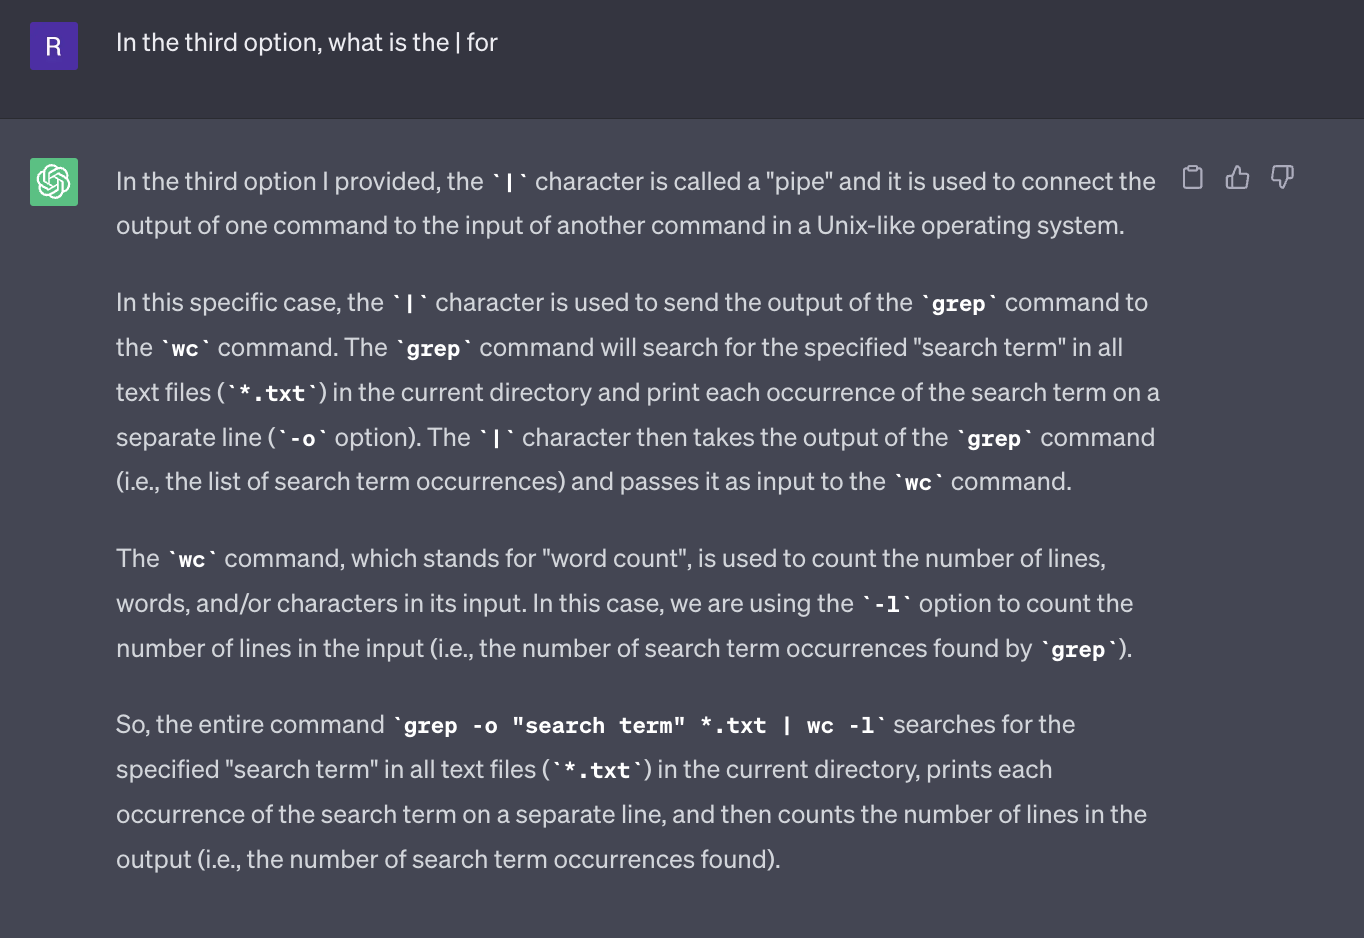 R
In the third option, what is the | for
In the third option I provided, the `|` character is called a "pipe" and it is used to connect the
output of one command to the input of another command in a Unix-like operating system.
In this specific case, the `|` character is used to send the output of the `grep` command to
the `wc` command. The `grep` command will search for the specified "search term" in all
text files (`*.txt`) in the current directory and print each occurrence of the search term on a
separate line (`-o` option). The `|` character then takes the output of the `grep` command
(i.e., the list of search term occurrences) and passes it as input to the `wc` command.
The `wc` command, which stands for "word count", is used to count the number of lines,
words, and/or characters in its input. In this case, we are using the `-l` option to count the
number of lines in the input (i.e., the number of search term occurrences found by `grep`).
So, the entire command `grep -o "search term" *.txt | wc -l` searches for the
specified "search term" in all text files (`*.txt`) in the current directory, prints each
occurrence of the search term on a separate line, and then counts the number of lines in the
output (i.e., the number of search term occurrences found).